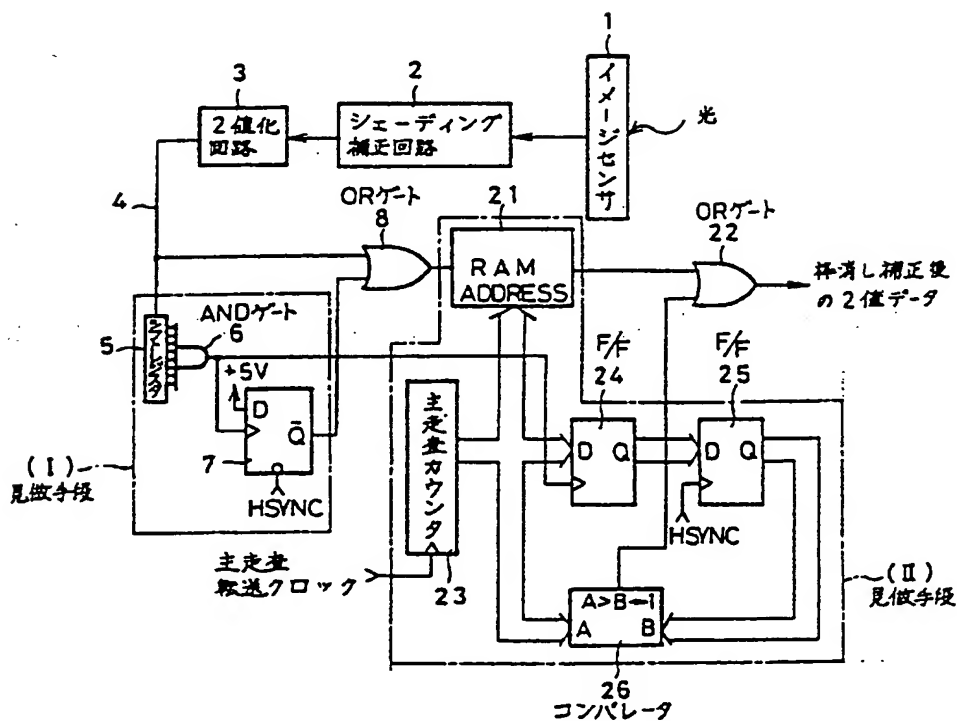 1
イメージセンサ
光
2
シェーディング
補正回路
3
2値化
回路
4
ORゲート
8
21
RAM
ADDRESS
ORゲート
22
枠消し補正後
の2値データ
ANDゲート
6
5
シフトレジスタ
+5V
D
Q̄
7
HSYNC
(I)
見做手段
主走査カウンタ
23
主走査
転送クロック
F/F
24
D Q
F/F
25
D Q
HSYNC
A>B←1
A B
26
コンパレータ
(II)
見做手段